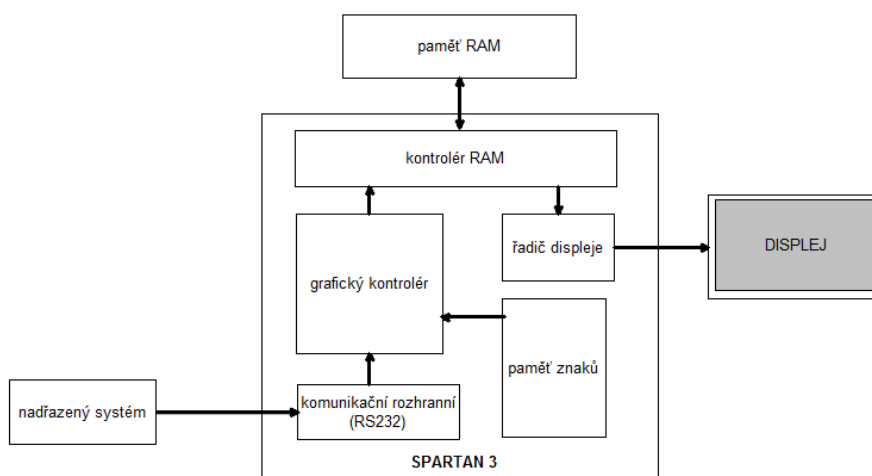 paměť RAM
kontrolér RAM
řadič displeje
DISPLEJ
grafický kontrolér
paměť znaků
nadřazený systém
komunikační rozhranní
(RS232)
SPARTAN 3